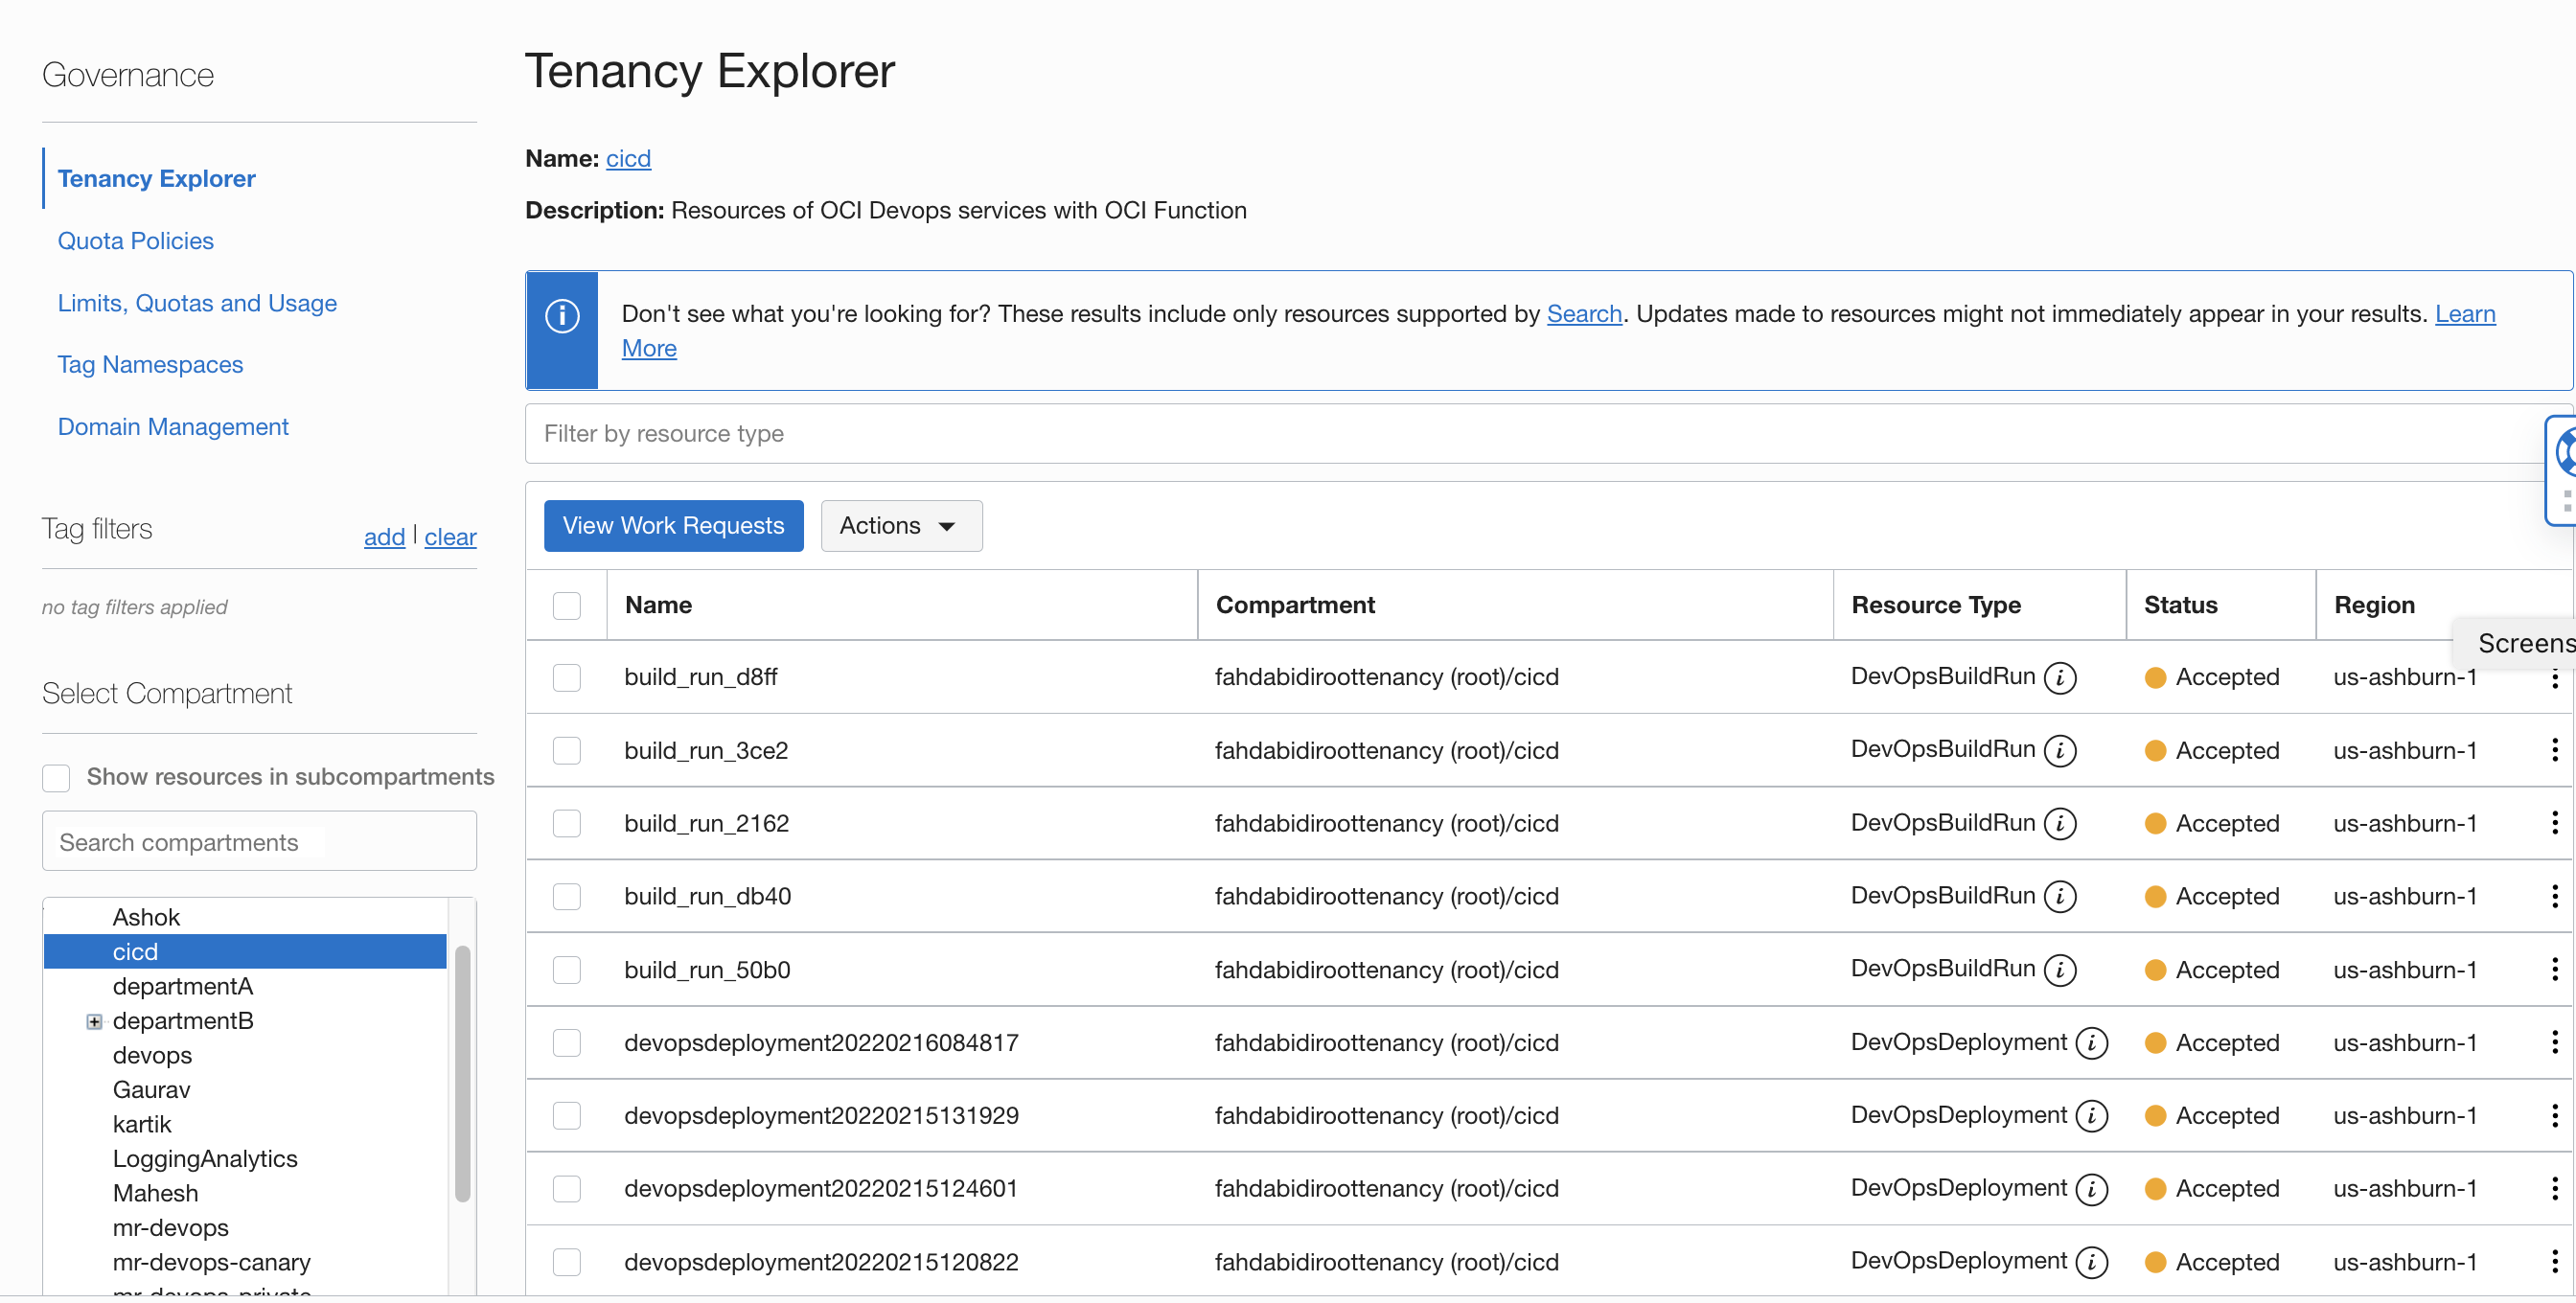 Governance
Tenancy Explorer
Quota Policies
Limits, Quotas and Usage
Tag Namespaces
Domain Management
Tag filters
add | clear
no tag filters applied
Select Compartment
Show resources in subcompartments
Search compartments
Ashok
cicd
departmentA
departmentB
devops
Gaurav
kartik
LoggingAnalytics
Mahesh
mr-devops
mr-devops-canary
mr-devops-private
Tenancy Explorer
Name: cicd
Description: Resources of OCI Devops services with OCI Function
Don't see what you're looking for? These results include only resources supported by Search. Updates made to resources might not immediately appear in your results. Learn
More
Filter by resource type
View Work Requests Actions
Name Compartment Resource Type Status Region
Screens
build_run_d8ff fahdabidiroottenancy (root)/cicd DevOpsBuildRun Accepted us-ashburn-1
build_run_3ce2 fahdabidiroottenancy (root)/cicd DevOpsBuildRun Accepted us-ashburn-1
build_run_2162 fahdabidiroottenancy (root)/cicd DevOpsBuildRun Accepted us-ashburn-1
build_run_db40 fahdabidiroottenancy (root)/cicd DevOpsBuildRun Accepted us-ashburn-1
build_run_50b0 fahdabidiroottenancy (root)/cicd DevOpsBuildRun Accepted us-ashburn-1
devopsdeployment20220216084817 fahdabidiroottenancy (root)/cicd DevOpsDeployment Accepted us-ashburn-1
devopsdeployment20220215131929 fahdabidiroottenancy (root)/cicd DevOpsDeployment Accepted us-ashburn-1
devopsdeployment20220215124601 fahdabidiroottenancy (root)/cicd DevOpsDeployment Accepted us-ashburn-1
devopsdeployment20220215120822 fahdabidiroottenancy (root)/cicd DevOpsDeployment Accepted us-ashburn-1